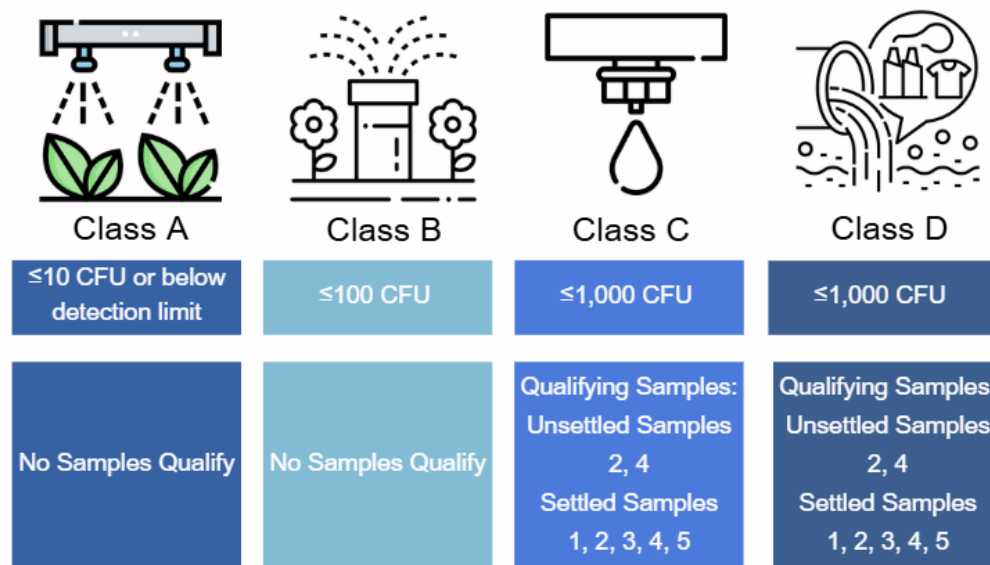 Class A
Class B
Class C
Class D
≤10 CFU or below
detection limit
≤100 CFU
≤1,000 CFU
≤1,000 CFU
No Samples Qualify
No Samples Qualify
Qualifying Samples:
Unsettled Samples
2, 4
Settled Samples
1, 2, 3, 4, 5
Qualifying Samples
Unsettled Samples
2, 4
Settled Samples
1, 2, 3, 4, 5